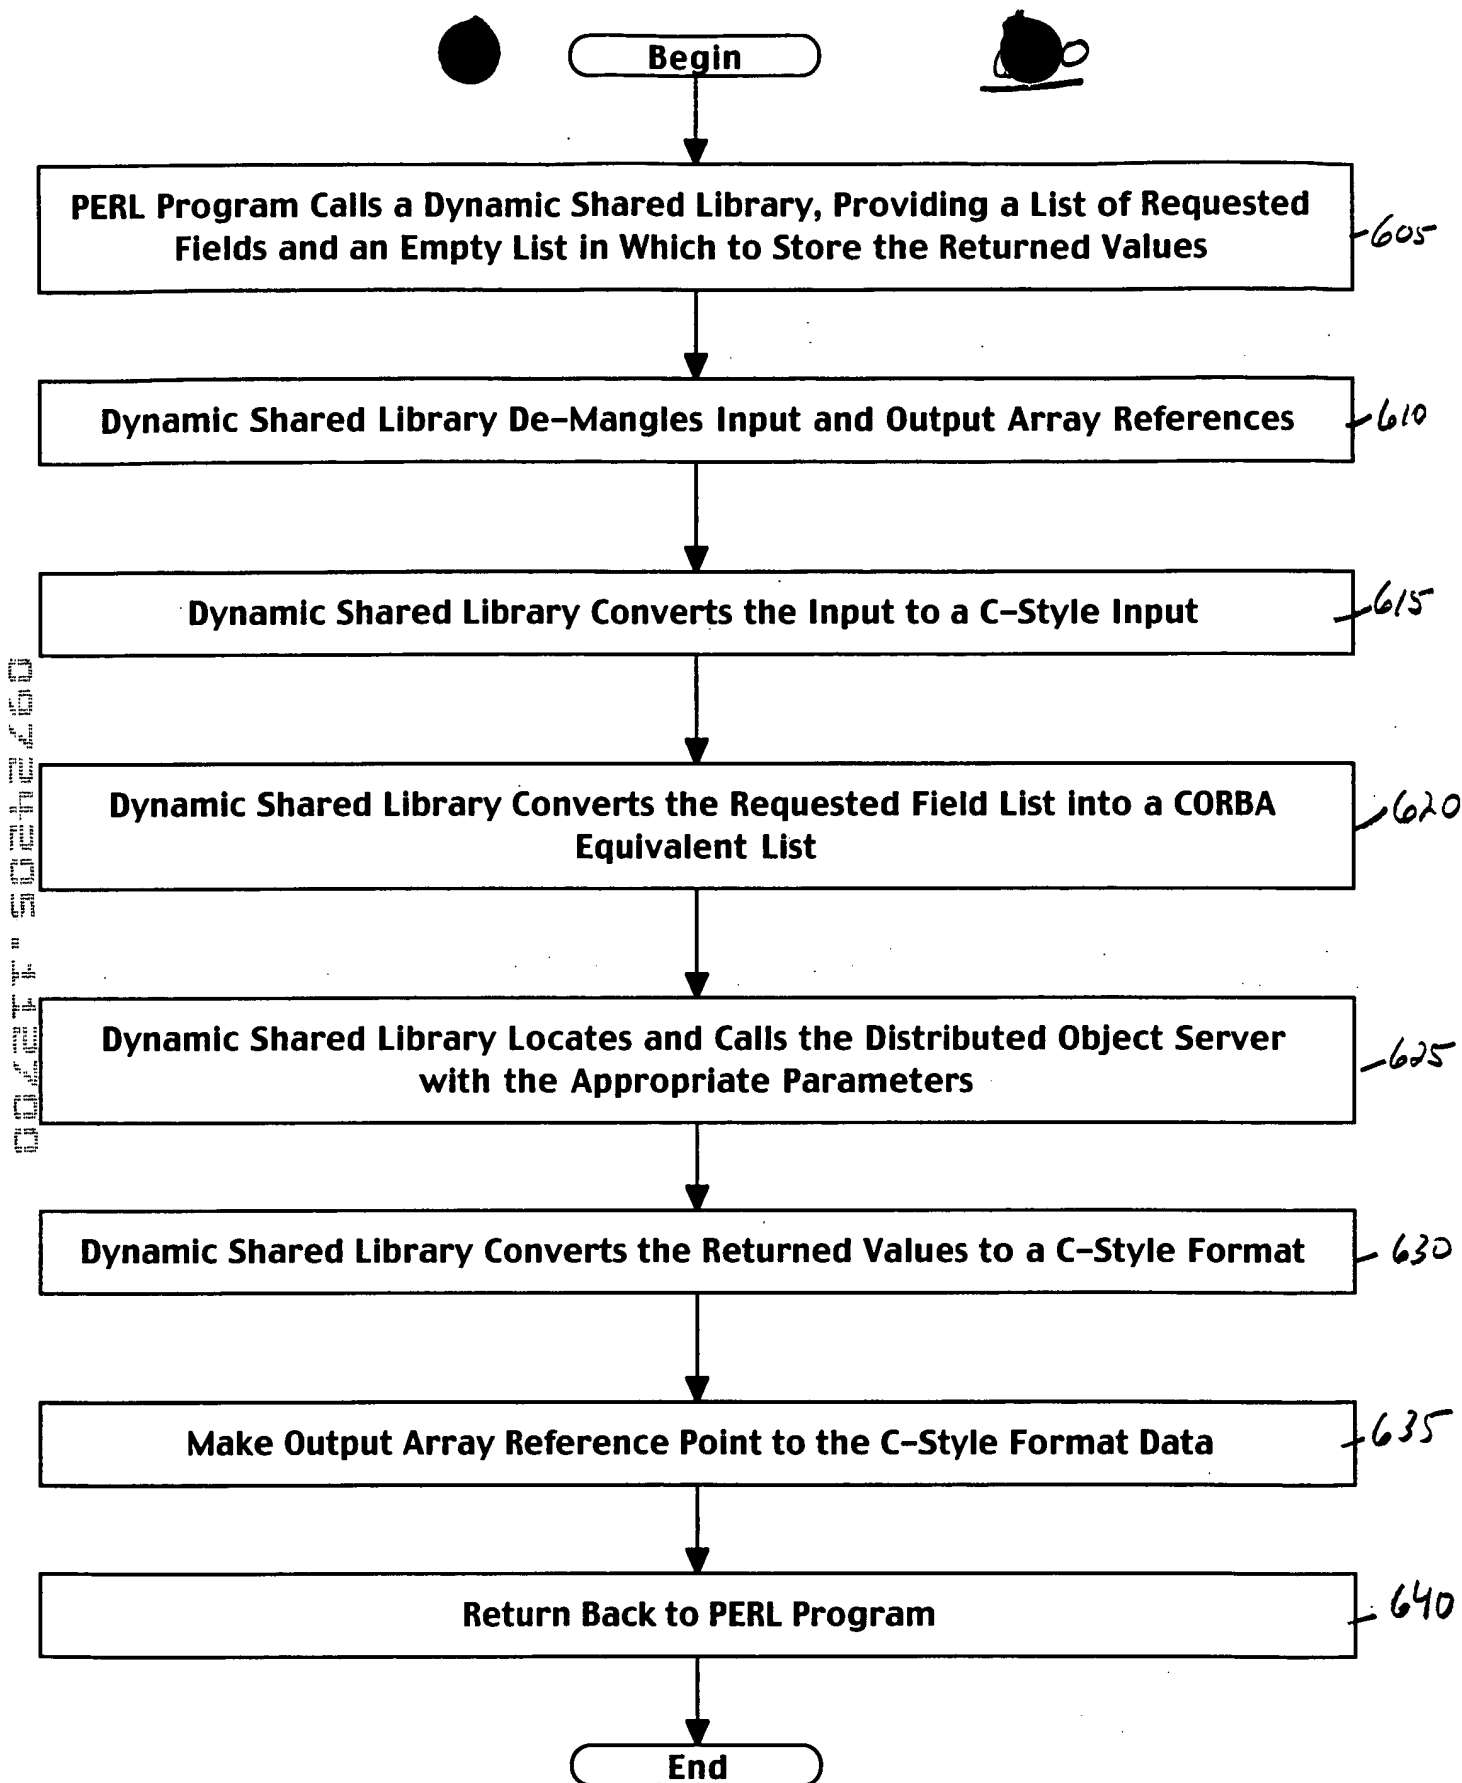 Begin
PERL Program Calls a Dynamic Shared Library, Providing a List of Requested
Fields and an Empty List in Which to Store the Returned Values
605
Dynamic Shared Library De-Mangles Input and Output Array References
610
Dynamic Shared Library Converts the Input to a C-Style Input
615
Dynamic Shared Library Converts the Requested Field List into a CORBA
Equivalent List
620
Dynamic Shared Library Locates and Calls the Distributed Object Server
with the Appropriate Parameters
625
Dynamic Shared Library Converts the Returned Values to a C-Style Format
630
Make Output Array Reference Point to the C-Style Format Data
635
Return Back to PERL Program
640
End
09724205.112700